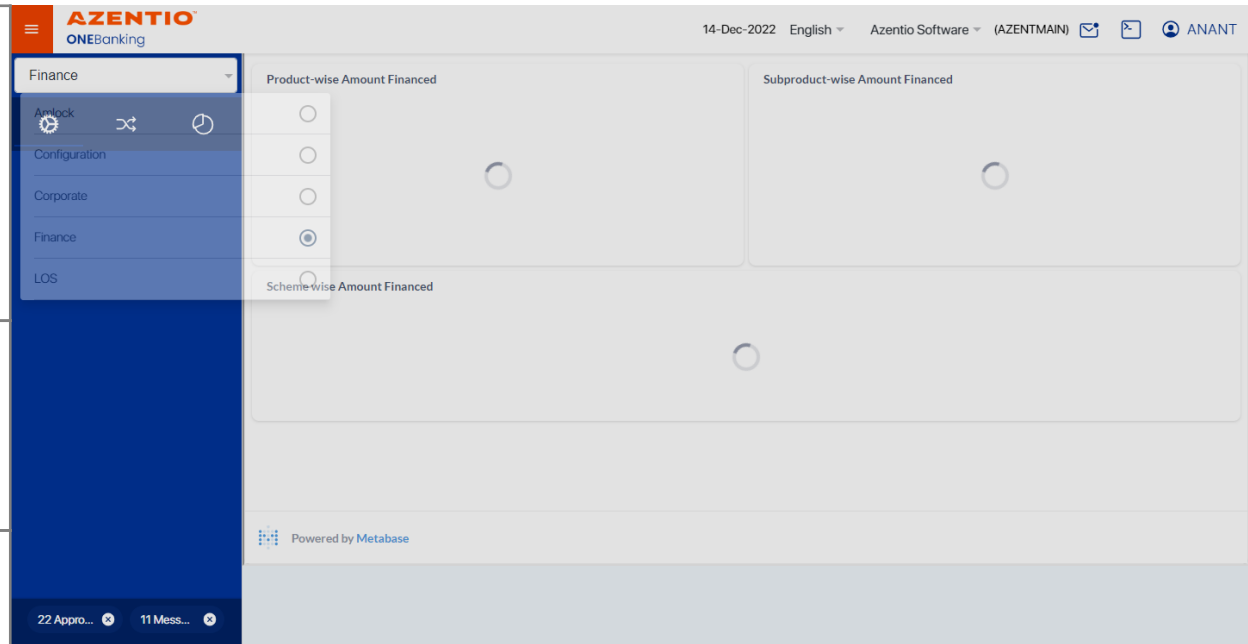 AZENTIO
ONEBanking
14-Dec-2022 English Azentio Software (AZENTMAIN) ANANT
Finance
Product-wise Amount Financed
Subproduct-wise Amount Financed
Amlock
Configuration
Corporate
Finance
LOS
Scheme-wise Amount Financed
Powered by Metabase
22 Appro... 11 Mess...